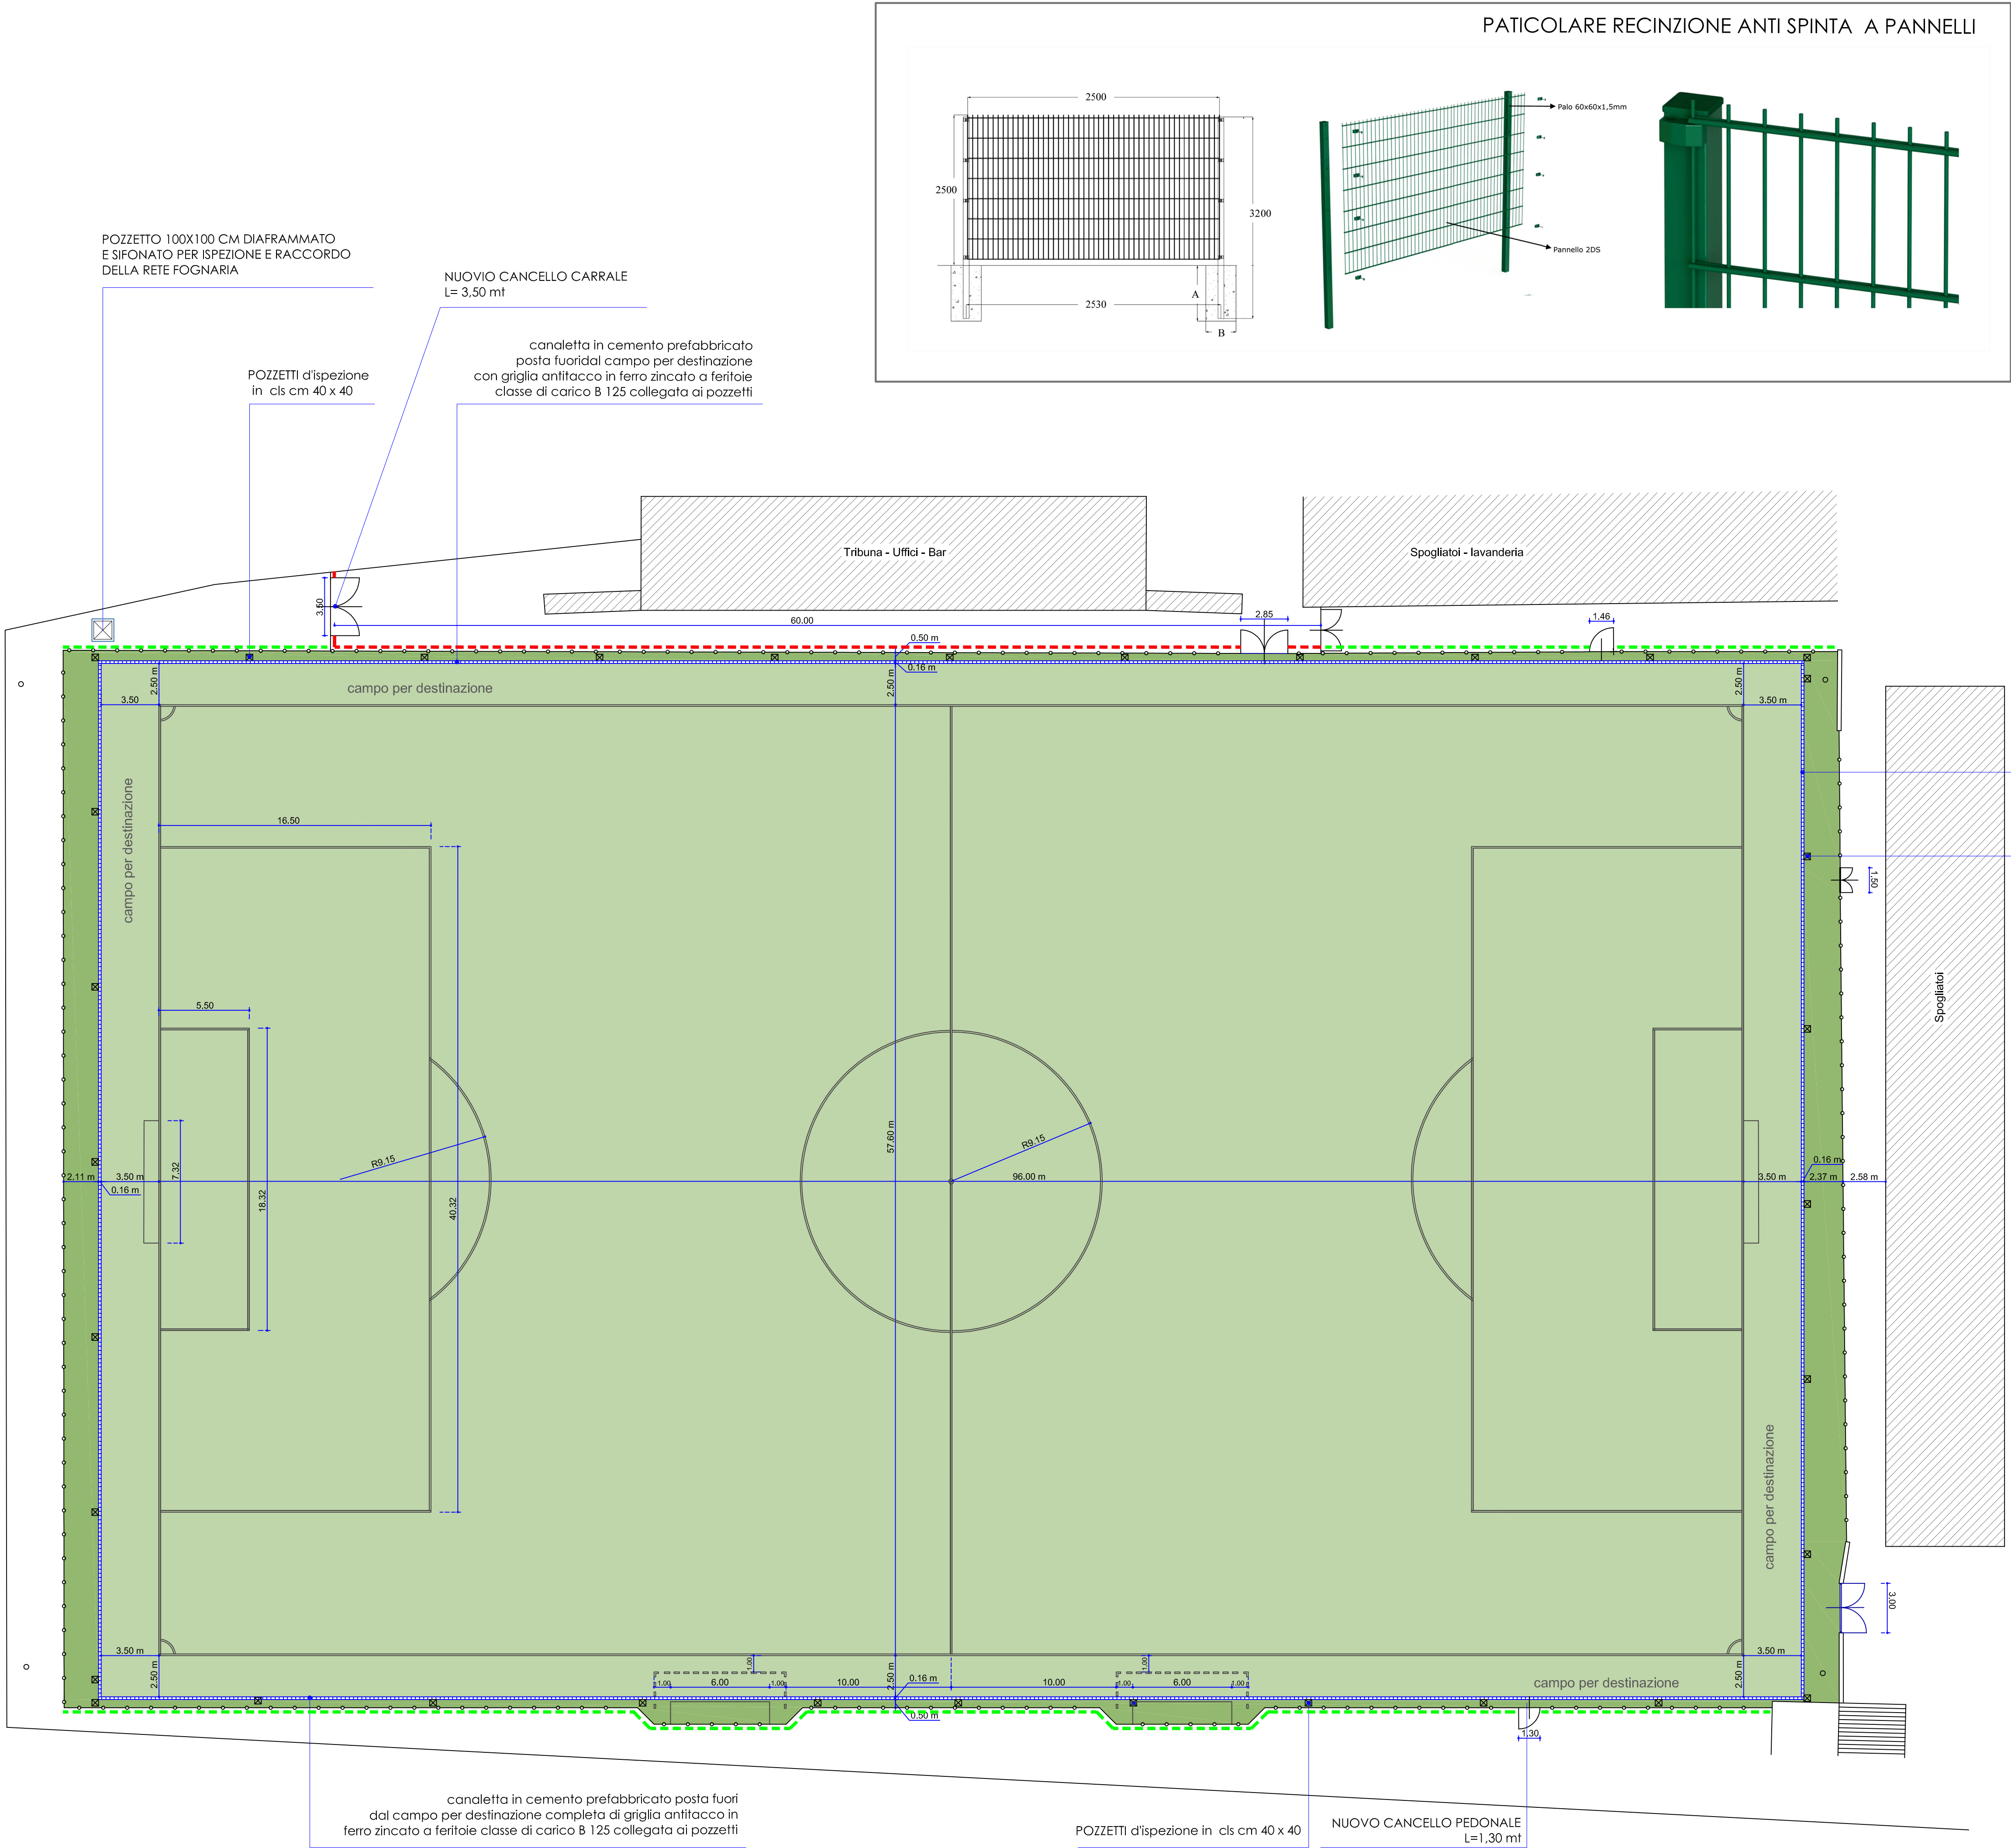 PATICOLARE RECINZIONE ANTI SPINTA A PANNELLI
2500
2500
3200
2530
A
B
Palo 60x60x1,5mm
Pannello 2DS
POZZETTO 100X100 CM DIAFRAMMATO
E SIFONATO PER ISPEZIONE E RACCORDO
DELLA RETE FOGNARIA
NUOVIO CANCELLO CARRALE
L= 3,50 mt
canaletta in cemento prefabbricato
posta fuoridal campo per destinazione
con griglia antitacco in ferro zincato a feritoie
classe di carico B 125 collegata ai pozzetti
POZZETTI d'ispezione
in cls cm 40 x 40
Tribuna - Uffici - Bar
Spogliatoi - lavanderia
3.50
60.00
2.85
1,46
0.50 m
0.16 m
2.50 m
campo per destinazione
2.50 m
2.50 m
3.50
3.50 m
campo per destinazione
16.50
1.50
5.50
Spogliatoi
57.60 m
R9.15
R9.15
7.32
18.32
40.32
2.11 m
3.50 m
0.16 m
96.00 m
3.50 m
0.16 m
2,37 m
2.58 m
campo per destinazione
3.00
3.50 m
3.50 m
2.50 m
1.00
1.00
6.00
1.00
10.00
2.50 m
0.16 m
10.00
1.00
1.00
6.00
1.00
2.50 m
campo per destinazione
0.50 m
1,30
canaletta in cemento prefabbricato posta fuori
dal campo per destinazione completa di griglia antitacco in
ferro zincato a feritoie classe di carico B 125 collegata ai pozzetti
POZZETTI d'ispezione in cls cm 40 x 40
NUOVO CANCELLO PEDONALE
L=1,30 mt